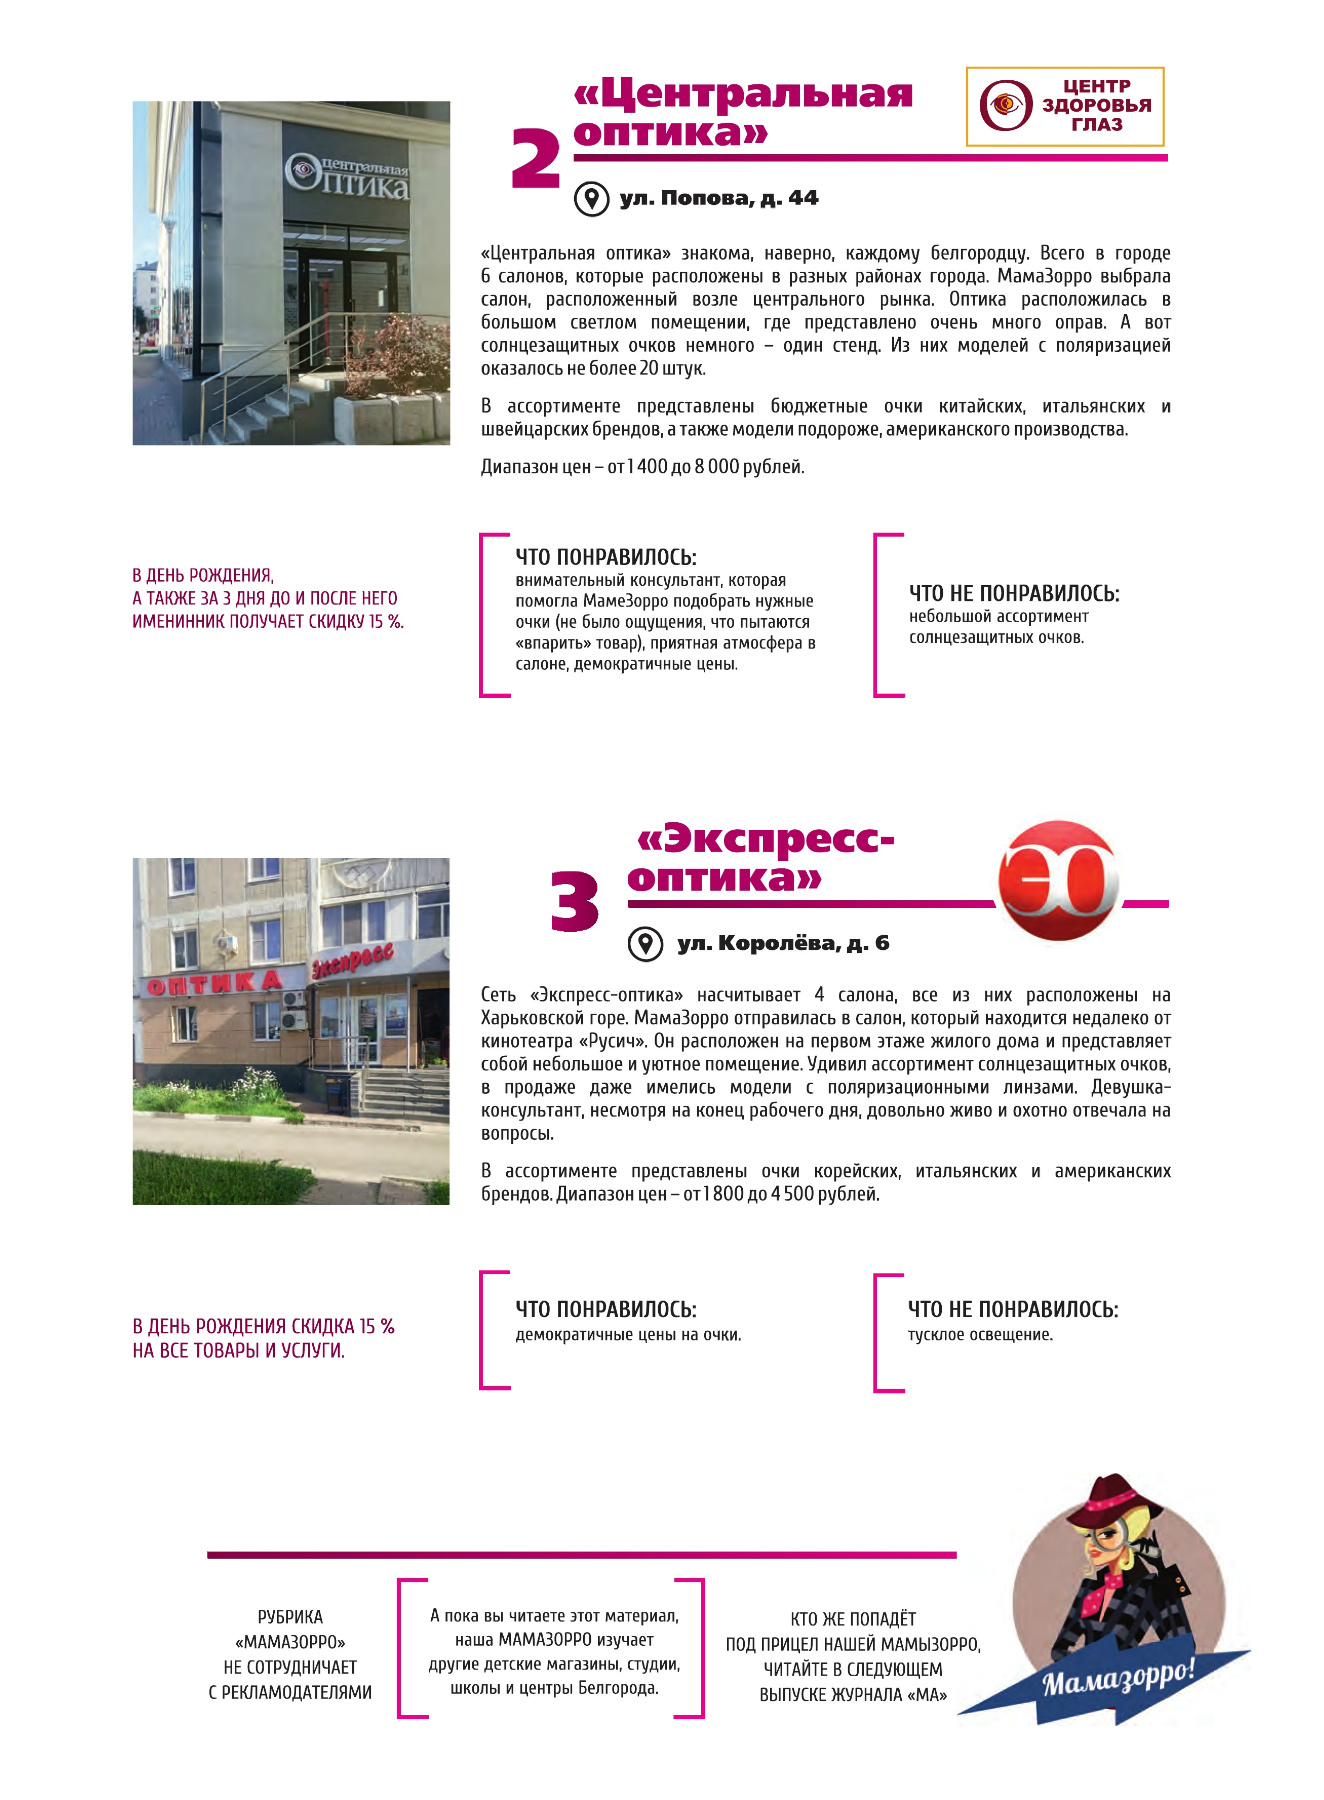 «Центральная
оптика»
2
ЦЕНТР
ЗДОРОВЬЯ
ГЛАЗ
ул. Попова, д. 44
центральная
Оптика
«Центральная оптика» знакома, наверно, каждому белгородцу. Всего в городе
6 салонов, которые расположены в разных районах города. МамаЗорро выбрала
салон, расположенный возле центрального рынка. Оптика расположилась в
большом светлом помещении, где представлено очень много оправ. А вот
солнцезащитных очков немного – один стенд. Из них моделей с поляризацией
оказалось не более 20 штук.
В ассортименте представлены бюджетные очки китайских, итальянских и
швейцарских брендов, а также модели подороже, американского производства.
Диапазон цен – от 1 400 до 8 000 рублей.
В ДЕНЬ РОЖДЕНИЯ,
А ТАКЖЕ ЗА 3 ДНЯ ДО И ПОСЛЕ НЕГО
ИМЕНИННИК ПОЛУЧАЕТ СКИДКУ 15 %.
ЧТО ПОНРАВИЛОСЬ:
внимательный консультант, которая
помогла МамеЗорро подобрать нужные
очки (не было ощущения, что пытаются
«впарить» товар), приятная атмосфера в
салоне, демократичные цены.
ЧТО НЕ ПОНРАВИЛОСЬ:
небольшой ассортимент
солнцезащитных очков.
«Экспресс-
оптика»
3
ЭО
ул. Королёва, д. 6
ОПТИКА
Экспресс
Сеть «Экспресс-оптика» насчитывает 4 салона, все из них расположены на
Харьковской горе. МамаЗорро отправилась в салон, который находится недалеко от
кинотеатра «Русич». Он расположен на первом этаже жилого дома и представляет
собой небольшое и уютное помещение. Удивил ассортимент солнцезащитных очков,
в продаже даже имелись модели с поляризационными линзами. Девушка-
консультант, несмотря на конец рабочего дня, довольно живо и охотно отвечала на
вопросы.
В ассортименте представлены очки корейских, итальянских и американских
брендов. Диапазон цен – от 1 800 до 4 500 рублей.
В ДЕНЬ РОЖДЕНИЯ СКИДКА 15 %
НА ВСЕ ТОВАРЫ И УСЛУГИ.
ЧТО ПОНРАВИЛОСЬ:
демократичные цены на очки.
ЧТО НЕ ПОНРАВИЛОСЬ:
тусклое освещение.
РУБРИКА
«МАМАЗОРРО»
НЕ СОТРУДНИЧАЕТ
С РЕКЛАМОДАТЕЛЯМИ
А пока вы читаете этот материал,
наша МАМАЗОРРО изучает
другие детские магазины, студии,
школы и центры Белгорода.
КТО ЖЕ ПОПАДЁТ
ПОД ПРИЦЕЛ НАШЕЙ МАМЫЗОРРО,
ЧИТАЙТЕ В СЛЕДУЮЩЕМ
ВЫПУСКЕ ЖУРНАЛА «МА»
Мамазорро!